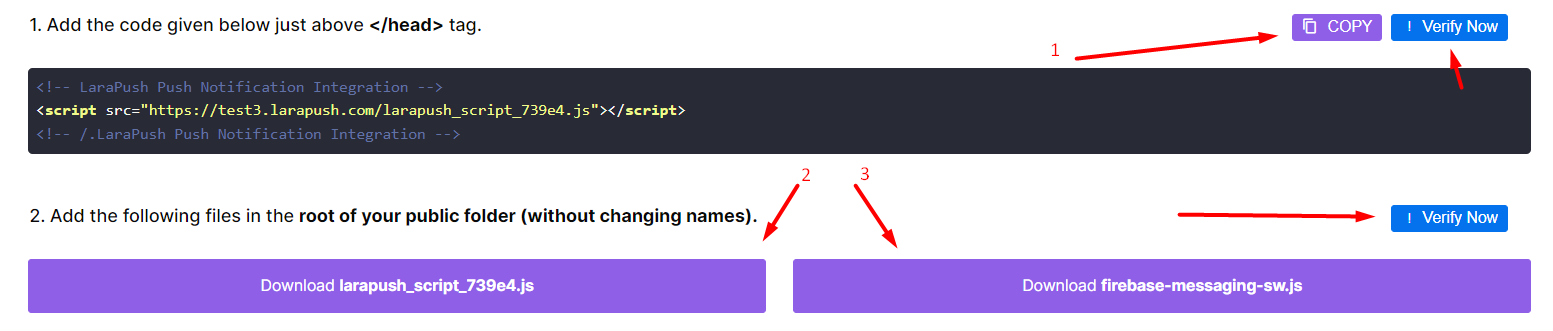 1. Add the code given below just above </head> tag.
COPY
! Verify Now
1
<!-- LaraPush Push Notification Integration -->
<script src="https://test3.larapush.com/larapush_script_739e4.js"></script>
<!-- /.LaraPush Push Notification Integration -->
2
3
2. Add the following files in the root of your public folder (without changing names).
! Verify Now
Download larapush_script_739e4.js
Download firebase-messaging-sw.js